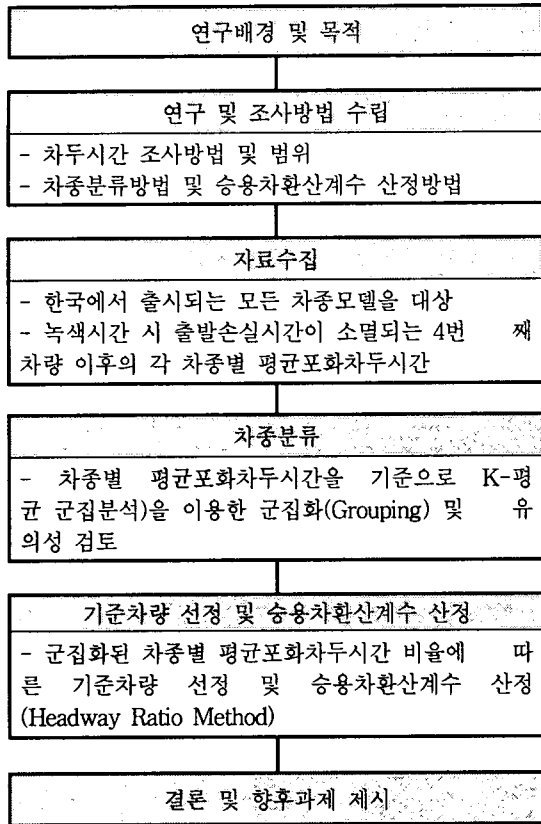 연구배경 및 목적
연구 및 조사방법 수립
- 차두시간 조사방법 및 범위
- 차종분류방법 및 승용차환산계수 산정방법
자료수집
- 한국에서 출시되는 모든 차종모델을 대상
- 녹색시간 시 출발손실시간이 소멸되는 4번 째
차량 이후의 각 차종별 평균포화차두시간
차종분류
- 차종별 평균포화차두시간을 기준으로 K-평
균 군집분석)을 이용한 군집화(Grouping) 및 유
의성 검토
기준차량 선정 및 승용차환산계수 산정
- 군집화된 차종별 평균포화차두시간 비율에 따
른 기준차량 선정 및 승용차환산계수 산정
(Headway Ratio Method)
결론 및 향후과제 제시